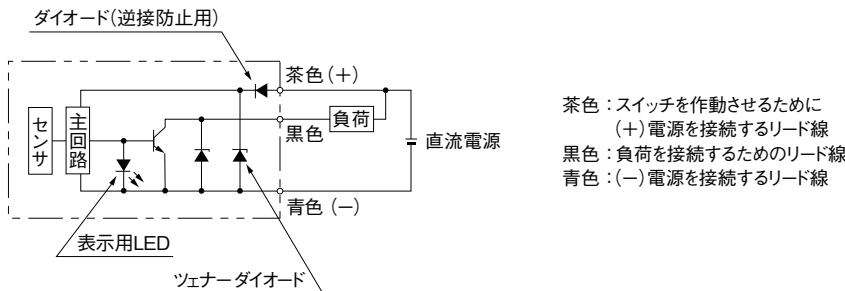 ダイオード(逆接防止用)
茶色(+)
センサ
主回路
負荷
黒色
直流電源
青色(−)
表示用LED
ツェナーダイオード
茶色:スイッチを作動させるために
(+)電源を接続するリード線
黒色:負荷を接続するためのリード線
青色:(−)電源を接続するリード線